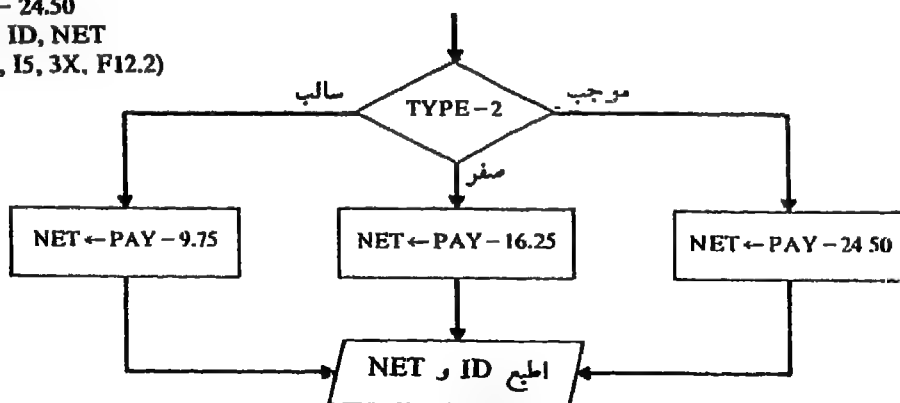 - 24.50
ID, NET
, I5, 3X, F12.2)
TYPE-2
سالب
موجب
صفر
NET←PAY-9.75
NET←PAY-16.25
NET←PAY-24.50
اطبع ID و NET